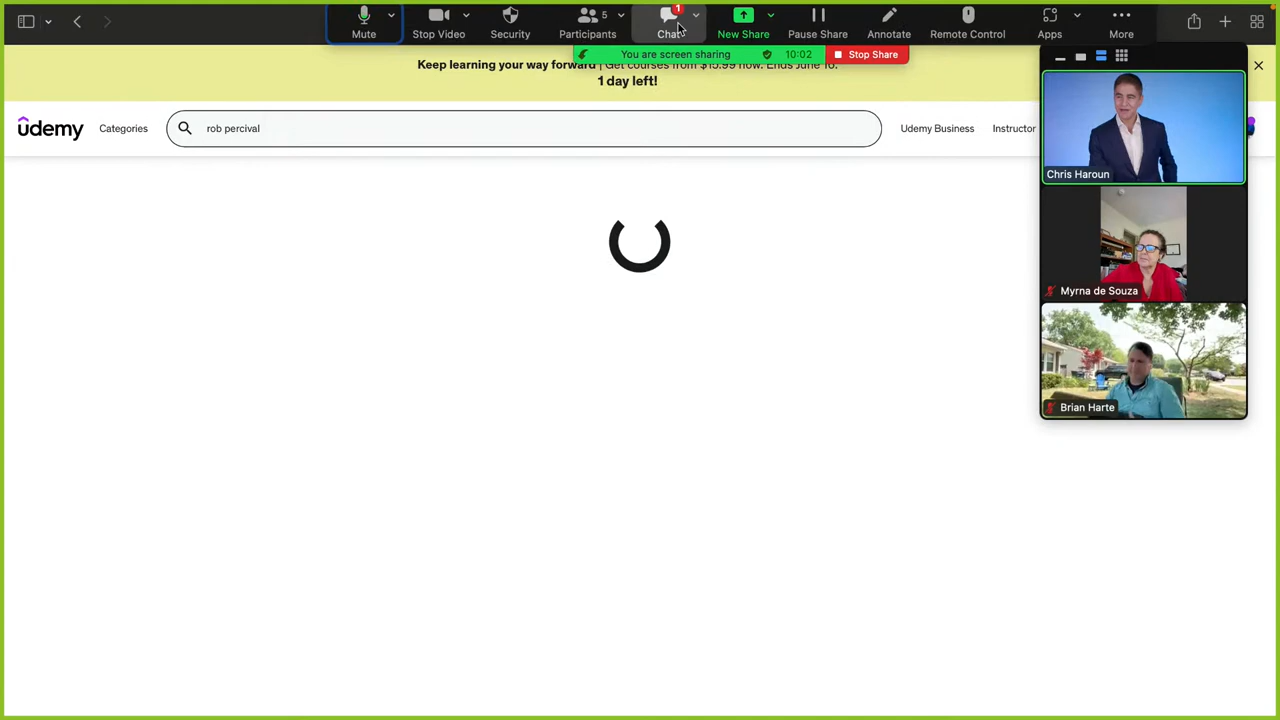 Mute
Stop Video
Security
5
Participants
1
Chat
New Share
Pause Share
Annotate
Remote Control
Apps
More
You are screen sharing
10:02
Stop Share
Keep learning your way forward | Get courses from $15.99 now. Ends June 16.
1 day left!
udemy
Categories
rob percival
Udemy Business
Instructor
Chris Haroun
Myrna de Souza
Brian Harte